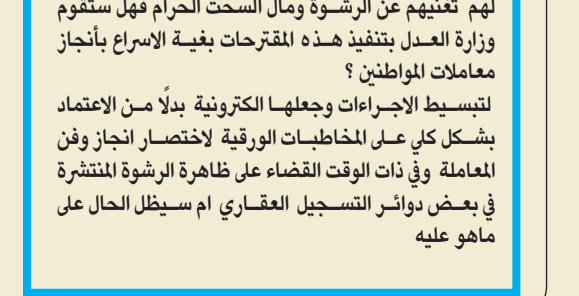 لهم تغنيهم عن الرشوة ومال السحت الحرام فهل ستقوم
وزارة العدل بتنفيذ هذه المقترحات بغية الاسراع بأنجاز
معاملات المواطنين ؟
لتبسيط الاجراءات وجعلها الكترونية بدلًا من الاعتماد
بشكل كلي على المخاطبات الورقية لاختصار انجاز وفن
المعاملة وفي ذات الوقت القضاء على ظاهرة الرشوة المنتشرة
في بعض دوائر التسجيل العقاري ام سيظل الحال على
ماهو عليه